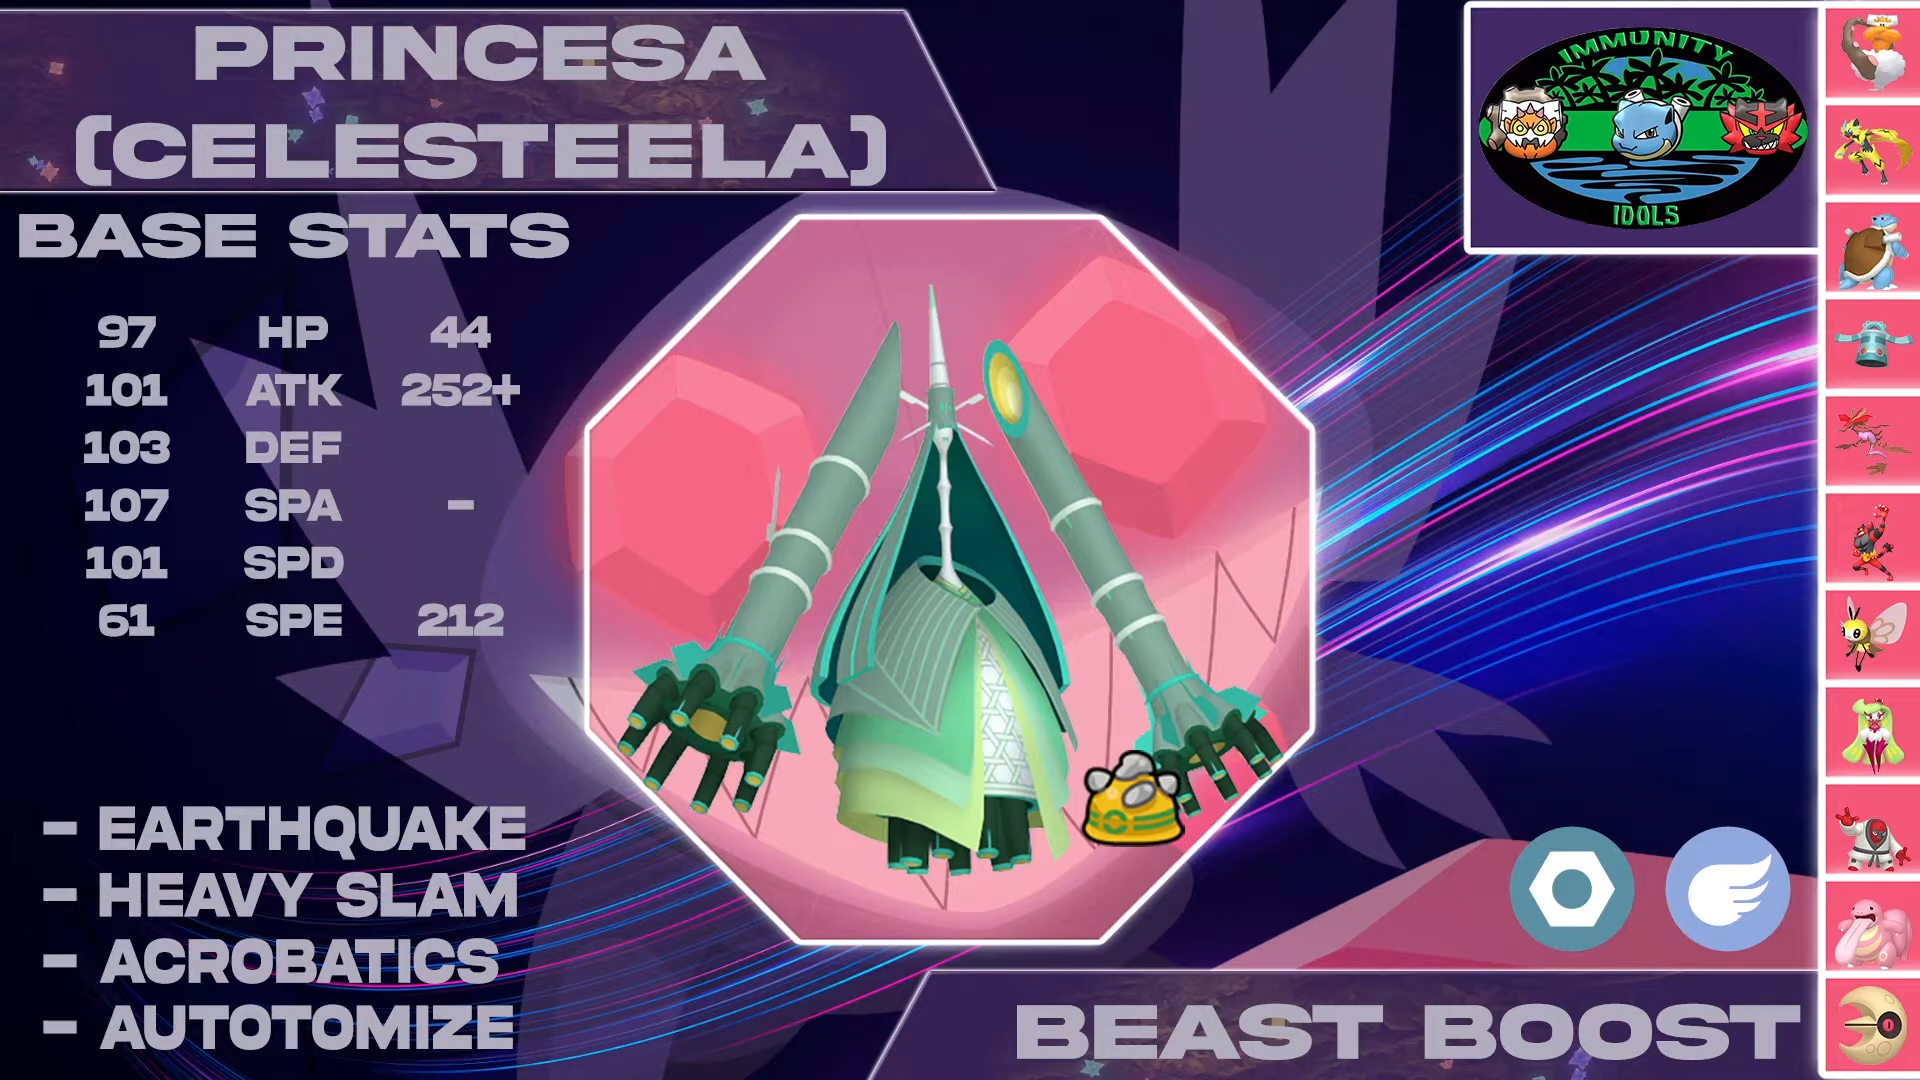 PRINCESA
(CELESTEELA)
IMMUNITY
IDOLS
BASE STATS
97 HP 44
101 ATK 252+
103 DEF
107 SPA -
101 SPD
61 SPE 212
- EARTHQUAKE
- HEAVY SLAM
- ACROBATICS
- AUTOTOMIZE
BEAST BOOST